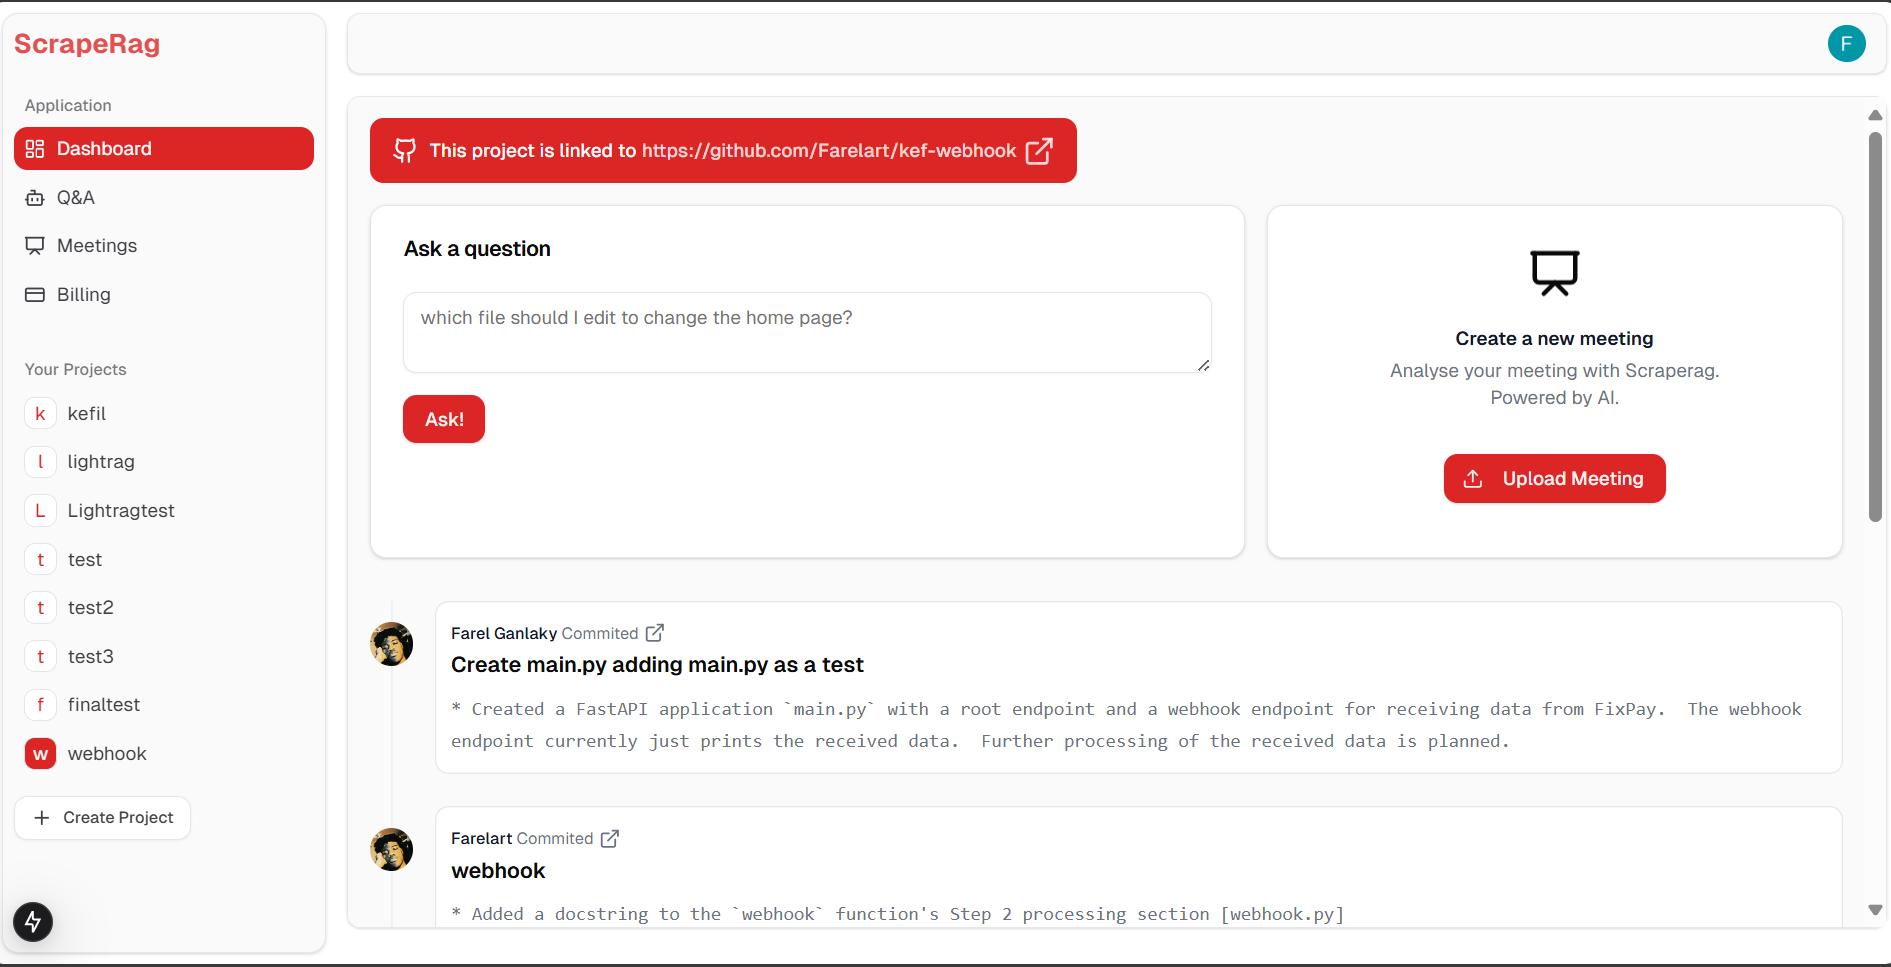 ScrapeRag
Application
Dashboard
Q&A
Meetings
Billing
Your Projects
k kefil
l lightrag
L Lightragtest
t test
t test2
t test3
f finaltest
w webhook
+ Create Project
F
This project is linked to https://github.com/Farelart/kef-webhook
Ask a question
which file should I edit to change the home page?
Ask!
Create a new meeting
Analyse your meeting with Scraperag.
Powered by AI.
Upload Meeting
Farel Ganlaky Commited
Create main.py adding main.py as a test
* Created a FastAPI application `main.py` with a root endpoint and a webhook endpoint for receiving data from FixPay.  The webhook
endpoint currently just prints the received data.  Further processing of the received data is planned.
Farelart Commited
webhook
* Added a docstring to the `webhook` function's Step 2 processing section [webhook.py]